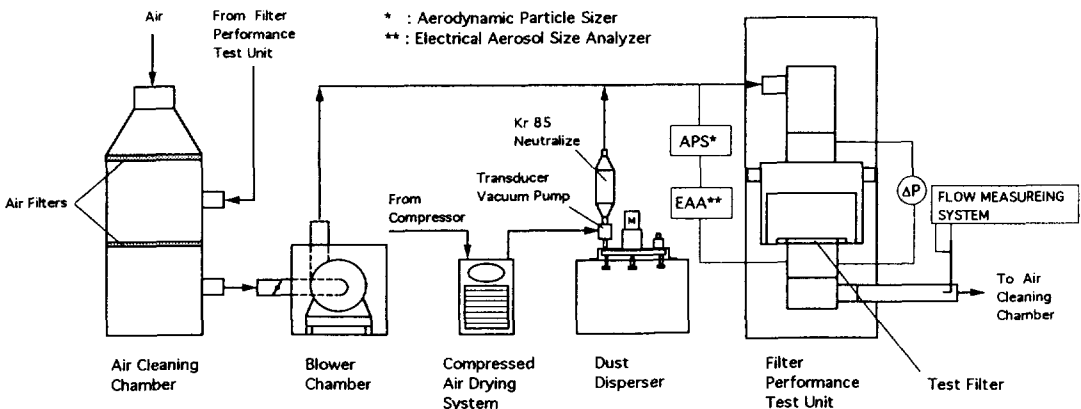 Air
From Filter
Performance
Test Unit
* : Aerodynamic Particle Sizer
** : Electrical Aerosol Size Analyzer
Kr 85
Neutralize
APS*
Transducer
Vacuum Pump
Air Filters
From
Compressor
EAA**
ΔP
FLOW MEASUREING
SYSTEM
M
To Air
Cleaning
Chamber
Air Cleaning
Chamber
Blower
Chamber
Compressed
Air Drying
System
Dust
Disperser
Filter
Performance
Test Unit
Test Filter